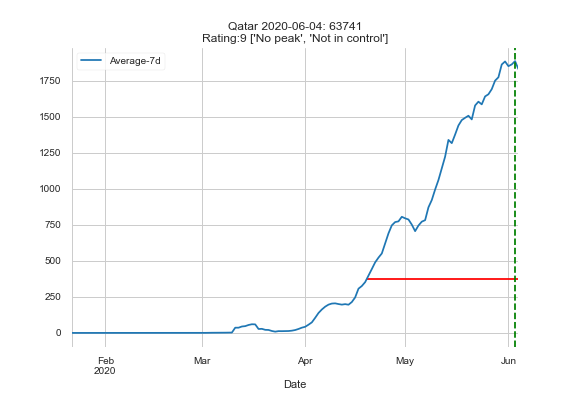 Qatar 2020-06-04: 63741
Rating:9 ['No peak', 'Not in control']
Average-7d
1750
1500
1250
1000
750
500
250
0
Feb
2020
Mar
Apr
May
Jun
Date